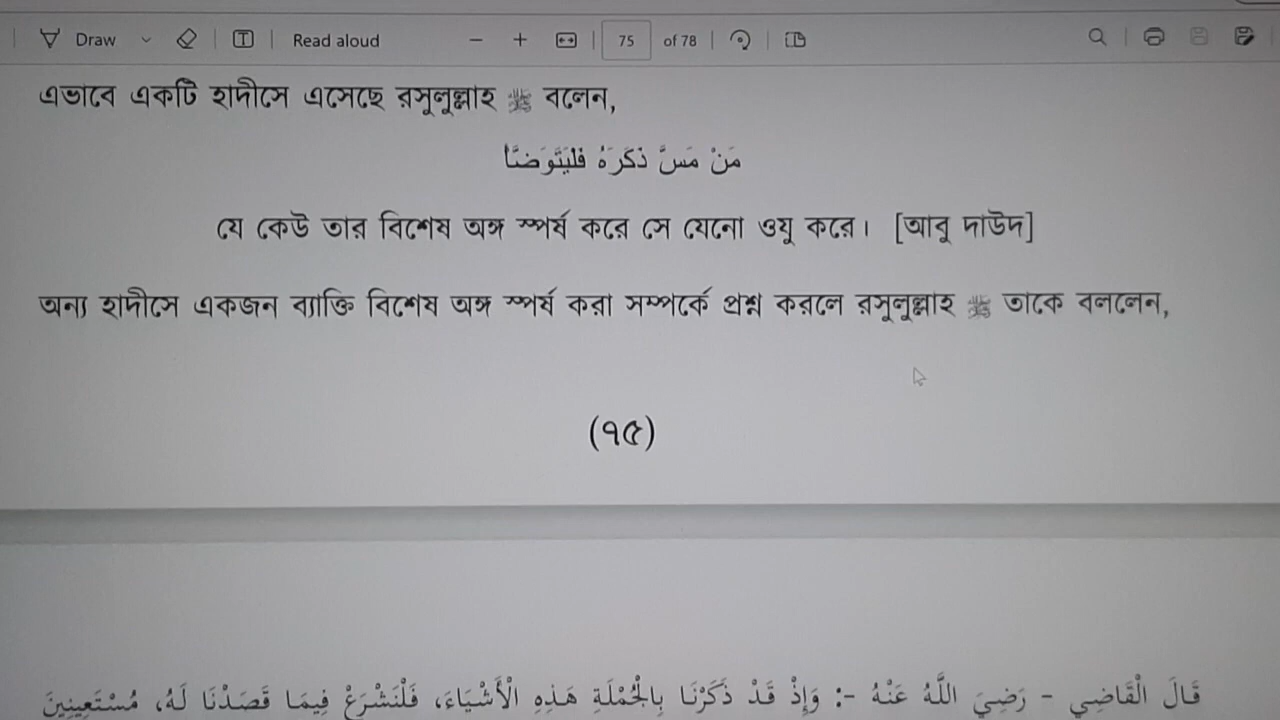 Draw Read aloud 75 of 78
এভাবে একটি হাদীসে এসেছে রসুলুল্লাহ ﷺ বলেন,
مَنْ مَسَّ ذَكَرَهُ فَلْيَتَوَضَّأْ
যে কেউ তার বিশেষ অঙ্গ স্পর্ষ করে সে যেনো ওযু করে। [আবু দাউদ]
অন্য হাদীসে একজন ব্যাক্তি বিশেষ অঙ্গ স্পর্ষ করা সম্পর্কে প্রশ্ন করলে রসুলুল্লাহ ﷺ তাকে বললেন,
(৭৫)
قَالَ الْقَاضِي - رَضِيَ اللَّهُ عَنْهُ -: وَإِذْ قَدْ ذَكَرْنَا بِالْجُمْلَةِ هَذِهِ الْأَشْيَاءَ، فَلْنَشْرَعْ فِيمَا قَصَدْنَا لَهُ، مُسْتَعِينِينَ